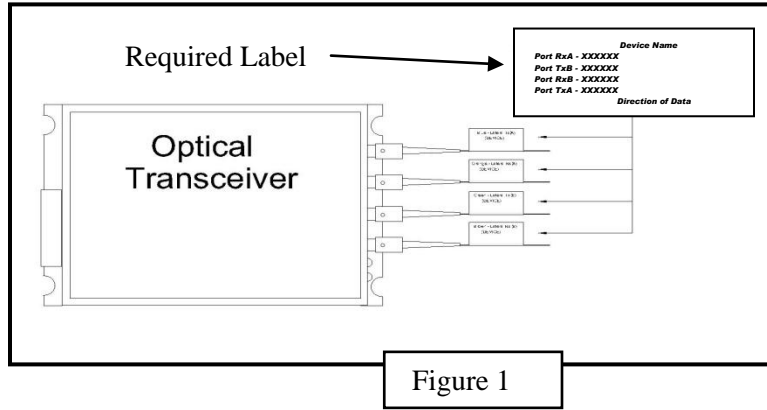 Required Label
Device Name
Port RxA - XXXXXX
Port TxB - XXXXXX
Port RxB - XXXXXX
Port TxA - XXXXXX
Direction of Data
Optical
Transceiver
Figure 1